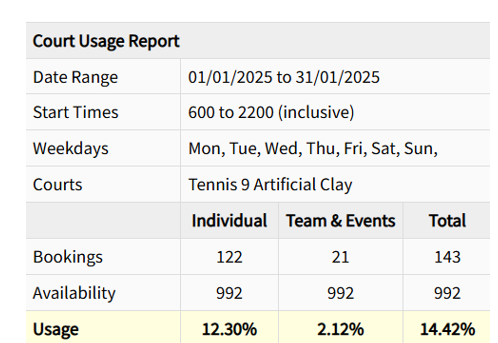 Court Usage Report
Date Range 01/01/2025 to 31/01/2025
Start Times 600 to 2200 (inclusive)
Weekdays Mon, Tue, Wed, Thu, Fri, Sat, Sun,
Courts Tennis 9 Artificial Clay
Individual Team & Events Total
Bookings 122 21 143
Availability 992 992 992
Usage 12.30% 2.12% 14.42%